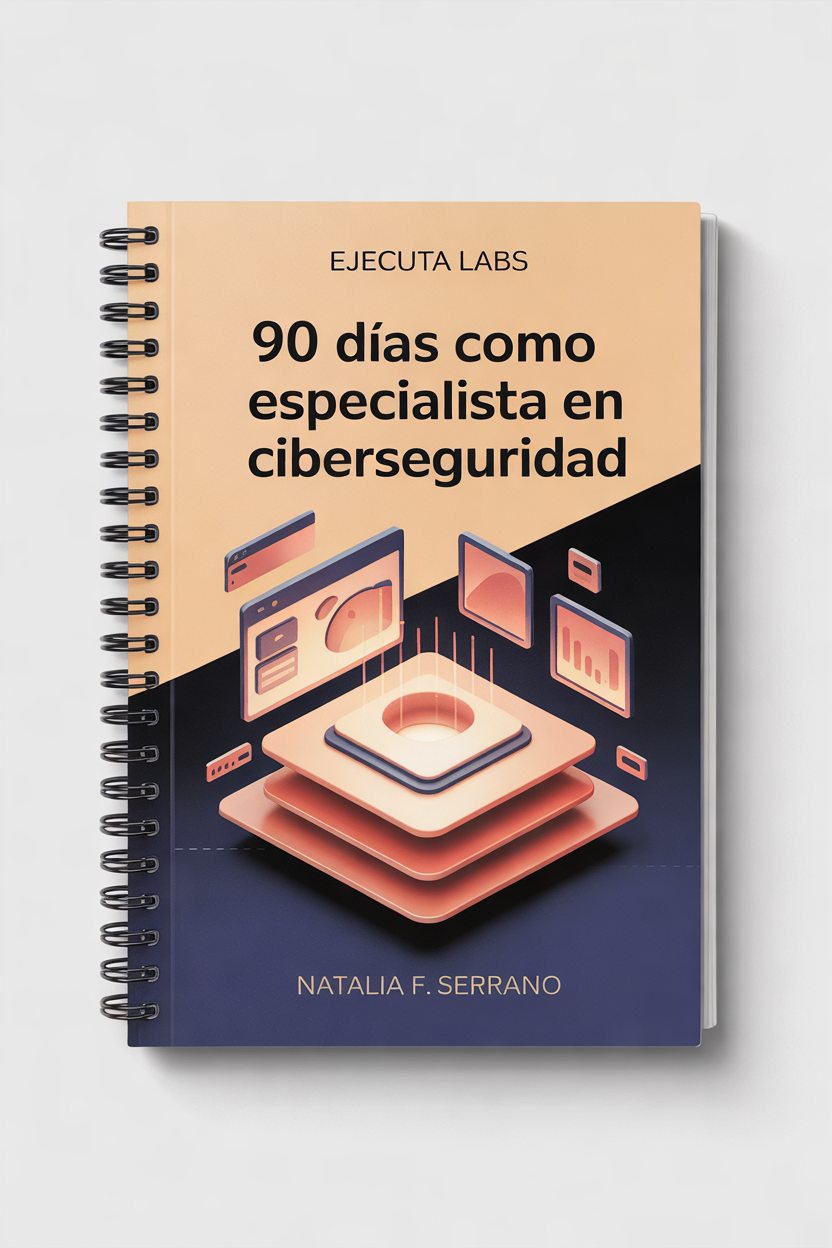 EJECUTA LABS
90 días como
especialista en
ciberseguridad
NATALIA F. SERRANO